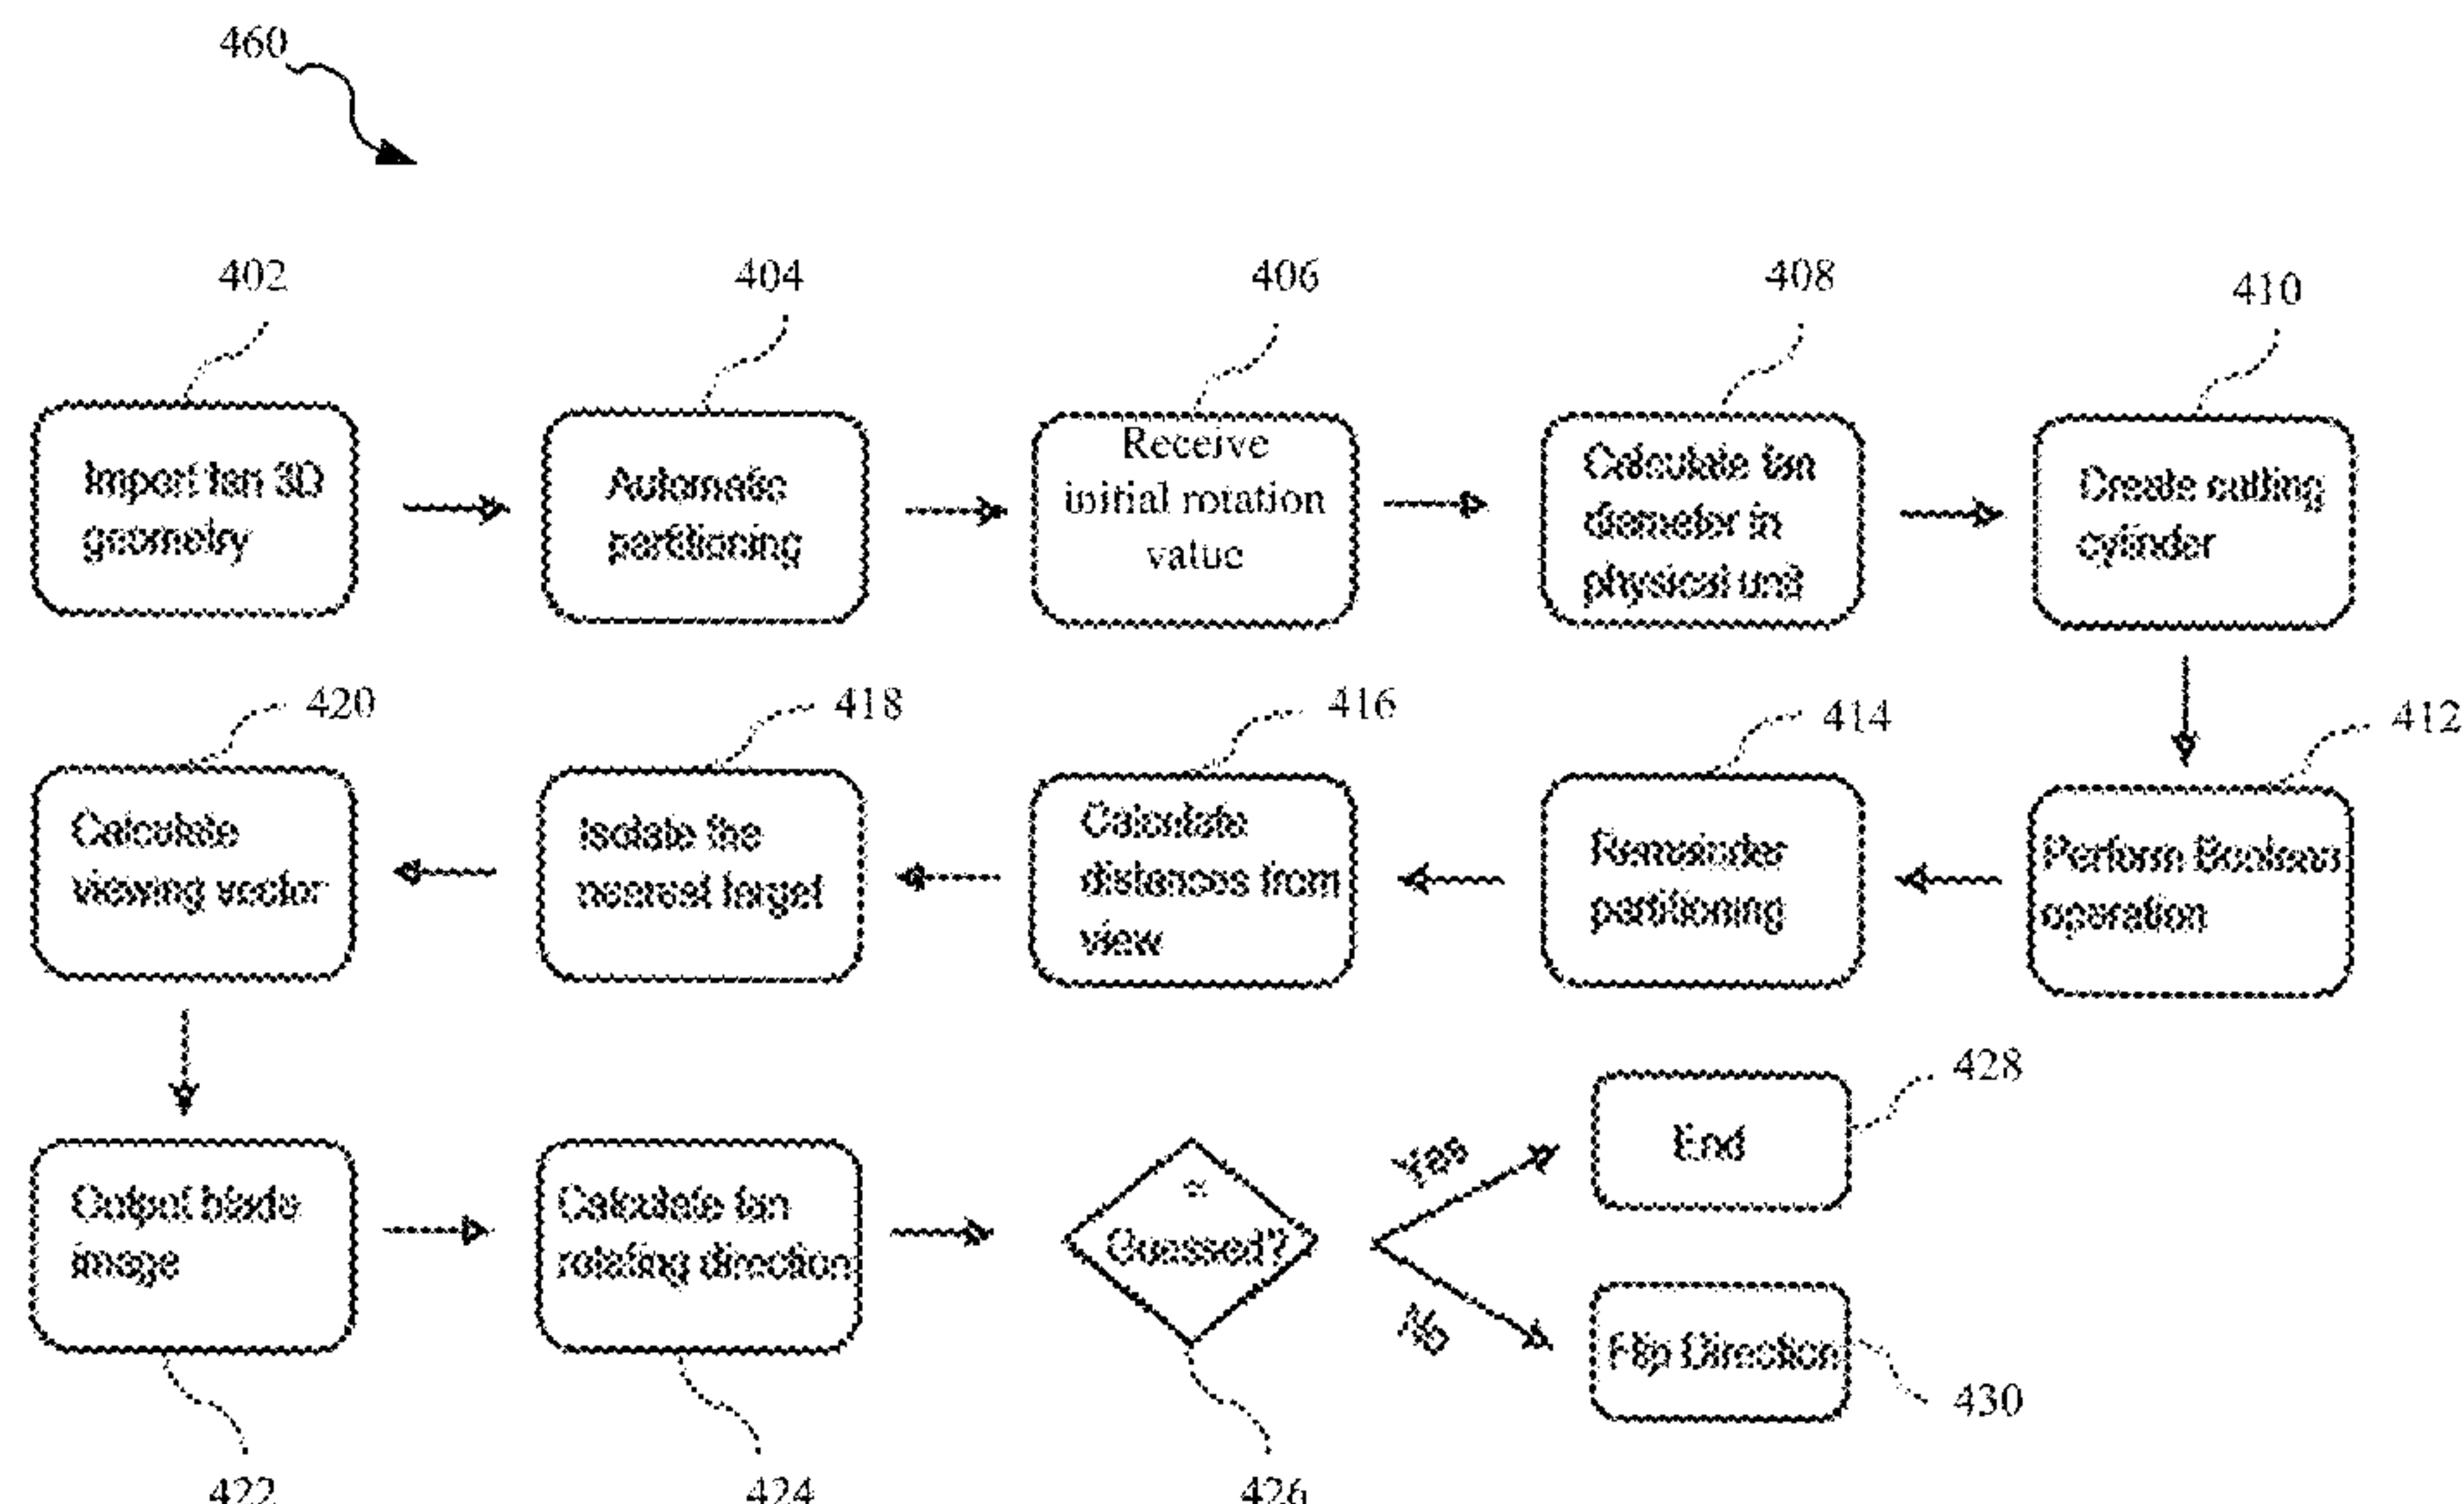 460
402
404
406
408
410
Import fan 3D
geometry
Automatic
partitioning
Receive
initial rotation
value
Calculate fan
diameter in
physical unit
Create cutting
cylinder
420
418
416
414
412
Calculate
viewing vector
Isolate the
nearest target
Calculate
distances from
view
Remainder
partitioning
Perform Boolean
operation
428
Output blade
image
Calculate fan
rotating direction
=
Guessed?
Yes
No
End
Flip Direction
430
422
424
426